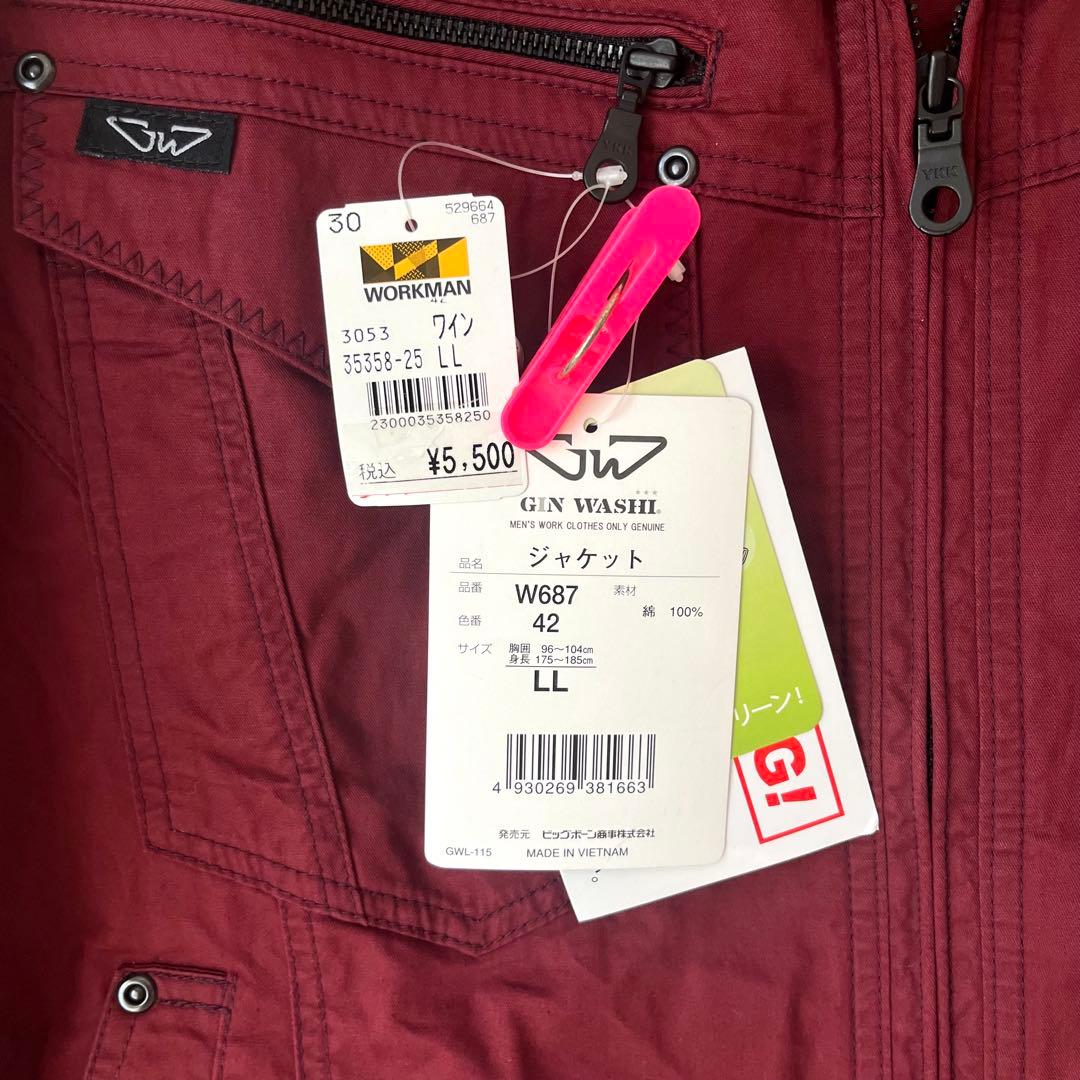 GW
YKK
YKK
30
529664
687
WORKMAN
42
3053 ワイン
35358-25 LL
2300035358250
税込 ¥5,500
GW
GIN WASHI
MEN'S WORK CLOTHES ONLY GENUINE
品名 ジャケット
品番 W687 素材
綿 100%
色番 42
サイズ 胸囲 96〜104cm
身長 175〜185cm
LL
4 930269 381663
発売元 ビッグボーン商事株式会社
GWL-115 MADE IN VIETNAM
リーン!
G!